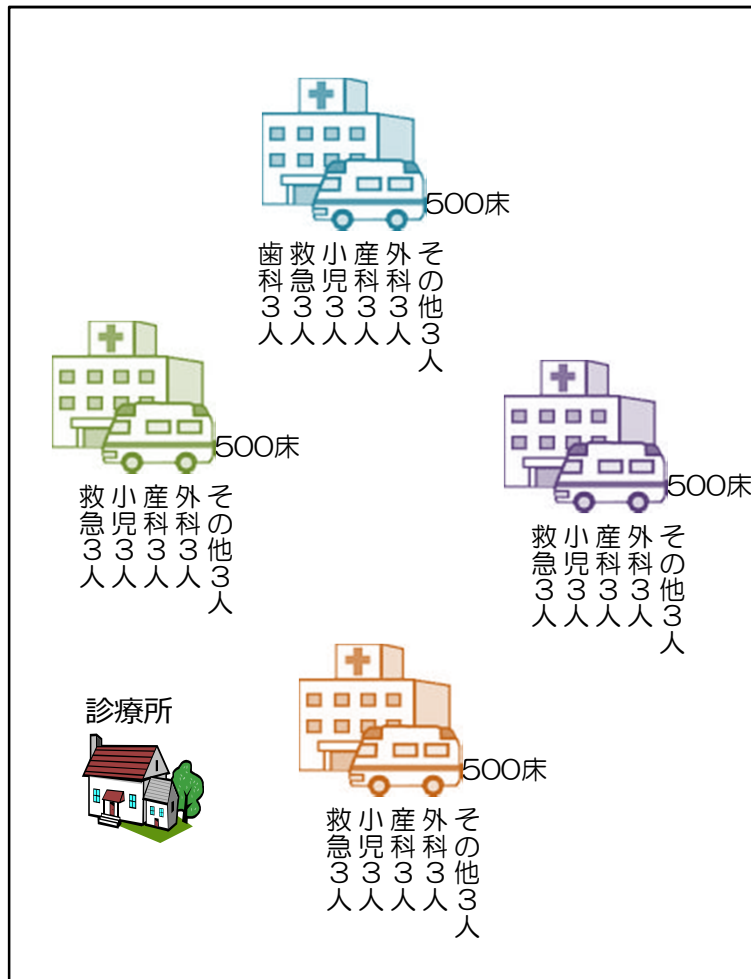 500床
その他3人
外科3人
産科3人
小児3人
救急3人
歯科3人
500床
その他3人
外科3人
産科3人
小児3人
救急3人
500床
その他3人
外科3人
産科3人
小児3人
救急3人
診療所
500床
その他3人
外科3人
産科3人
小児3人
救急3人